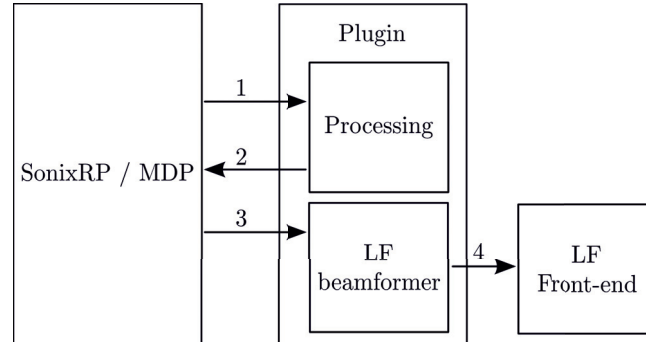 Plugin
1
Processing
2
SonixRP / MDP
3
LF
beamformer
4
LF
Front-end